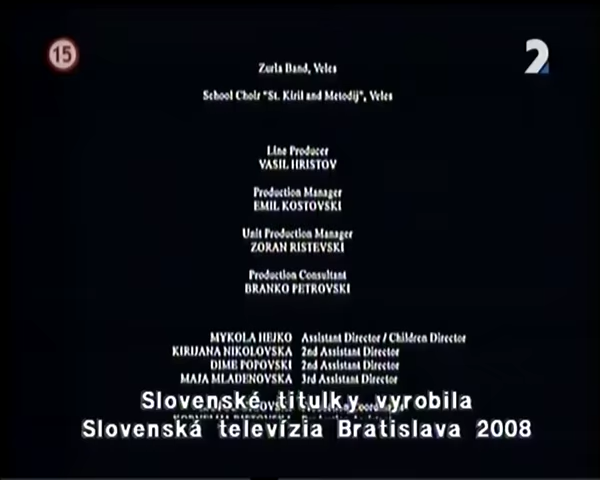 15
2
Zurla Band, Veles
School Choir "St. Kiril and Metodij", Veles
Line Producer
VASIL HRISTOV
Production Manager
EMIL KOSTOVSKI
Unit Production Manager
ZORAN RISTEVSKI
Production Consultant
BRANKO PETROVSKI
MYKOLA HEJKO Assistant Director / Children Director
KIRIJANA NIKOLOVSKA 2nd Assistant Director
DIME POPOVSKI 2nd Assistant Director
MAJA MLADENOVSKA 3rd Assistant Director
Slovenské titulky vyrobila
Slovenská televízia Bratislava 2008